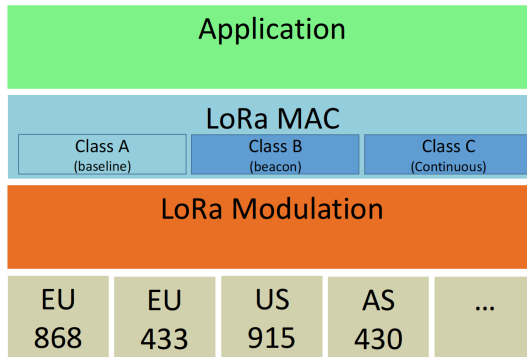 Application
LoRa MAC
Class A Class B Class C
(baseline) (beacon) (Continuous)
LoRa Modulation
EU EU US AS ...
868 433 915 430